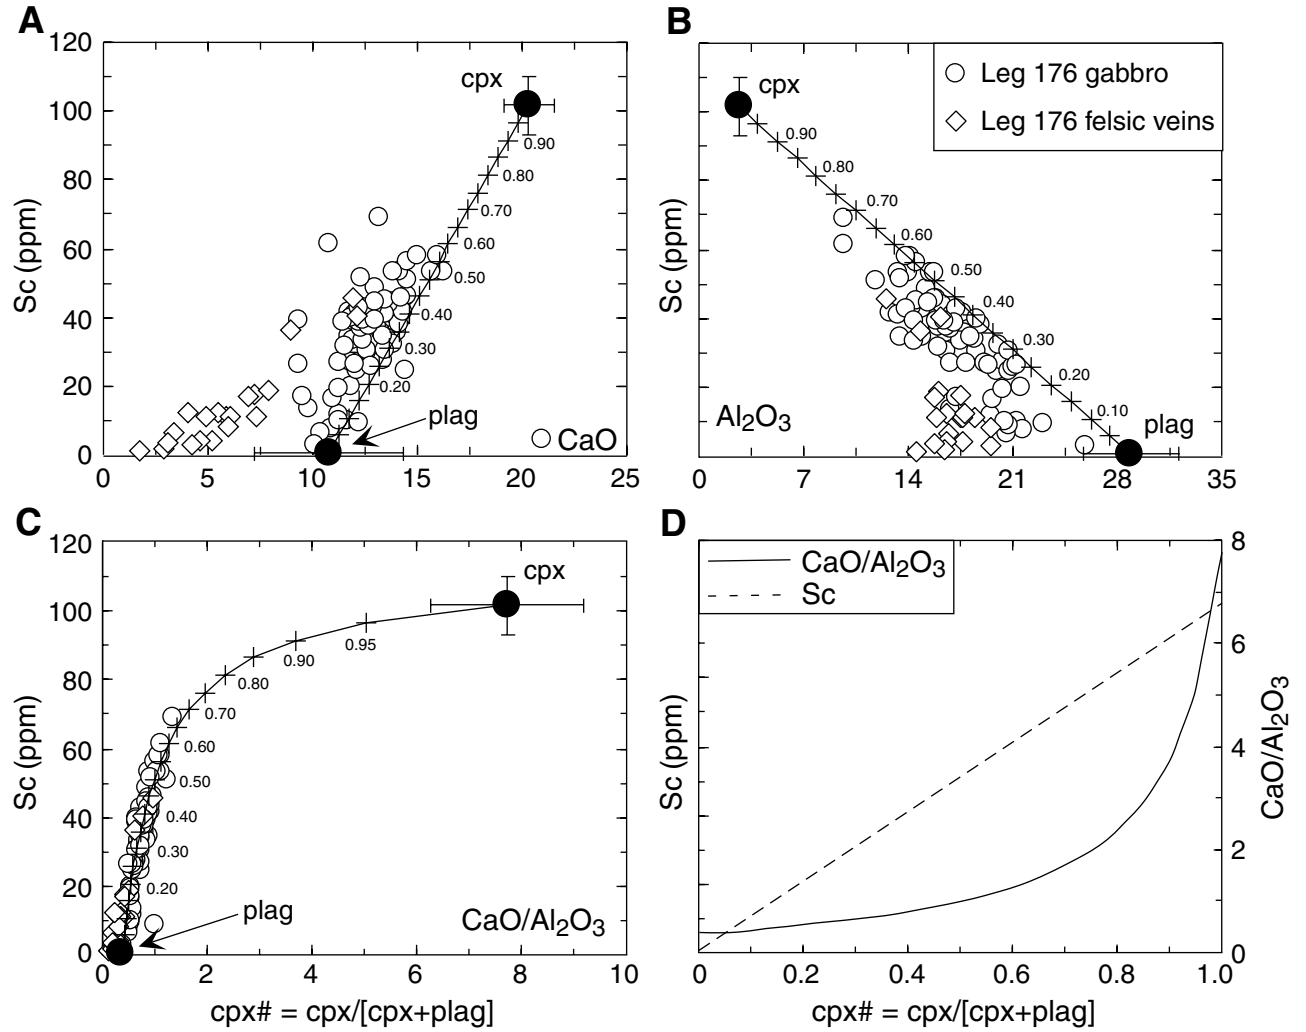 A
120
100
80
60
40
20
0
Sc (ppm)
cpx
0.90
0.80
0.70
0.60
0.50
0.40
0.30
0.20
plag
CaO
0
5
10
15
20
25
B
Sc (ppm)
cpx
0.90
0.80
0.70
0.60
0.50
0.40
0.30
0.20
0.10
plag
Leg 176 gabbro
Leg 176 felsic veins
Al2O3
0
7
14
21
28
35
C
120
100
80
60
40
20
0
Sc (ppm)
cpx
0.95
0.90
0.80
0.70
0.60
0.50
0.40
0.30
0.20
plag
CaO/Al2O3
0
2
4
6
8
10
cpx# = cpx/[cpx+plag]
D
CaO/Al2O3
Sc
Sc (ppm)
8
6
4
2
0
CaO/Al2O3
0
0.2
0.4
0.6
0.8
1.0
cpx# = cpx/[cpx+plag]